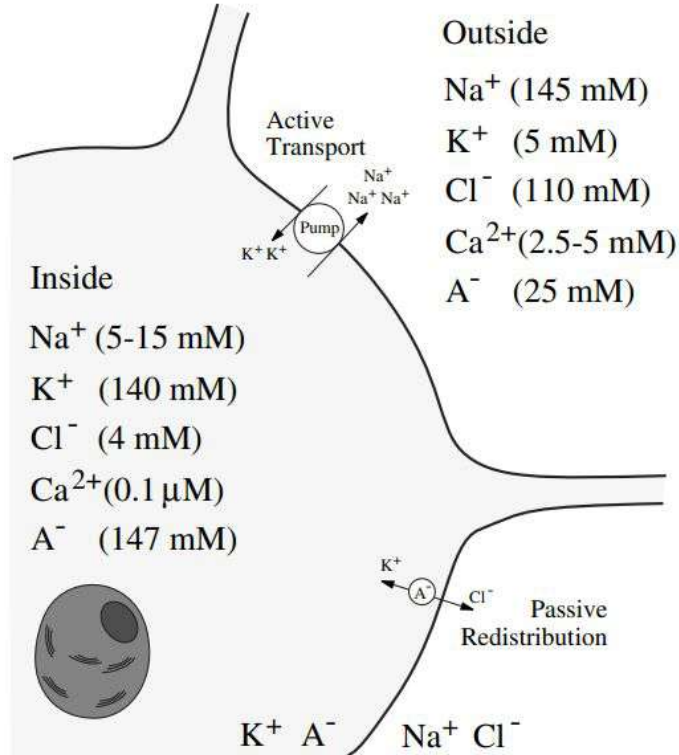 Outside
Na⁺ (145 mM)
K⁺ (5 mM)
Cl⁻ (110 mM)
Ca²⁺(2.5-5 mM)
A⁻ (25 mM)
Active
Transport
Na⁺
Na⁺ Na⁺
Pump
K⁺ K⁺
Inside
Na⁺ (5-15 mM)
K⁺ (140 mM)
Cl⁻ (4 mM)
Ca²⁺(0.1 μM)
A⁻ (147 mM)
K⁺
A⁻
Cl⁻
Passive
Redistribution
K⁺ A⁻ Na⁺ Cl⁻